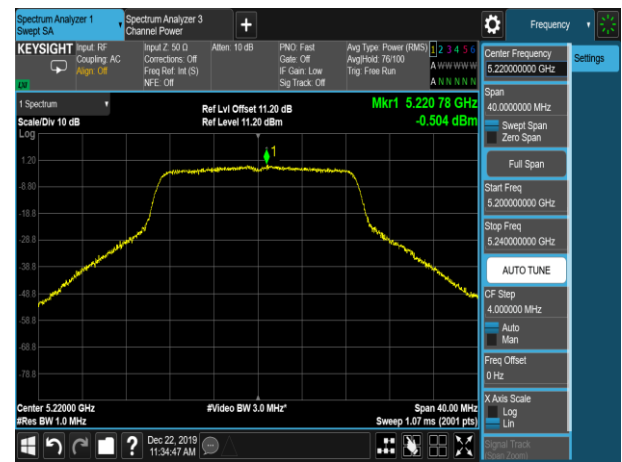 Spectrum Analyzer 1
Swept SA
Spectrum Analyzer 3
Channel Power
+
Frequency
KEYSIGHT
Input: RF
Coupling: AC
Align: Off
Input Z: 50 Ω
Corrections: Off
Freq Ref: Int (S)
NFE: Off
Atten: 10 dB
PNO: Fast
Gate: Off
IF Gain: Low
Sig Track: Off
Avg Type: Power (RMS)
Avg|Hold: 76/100
Trig: Free Run
1 2 3 4 5 6
A W W W W W
A N N N N N
LXI
1 Spectrum
Scale/Div 10 dB
Log
Ref Lvl Offset 11.20 dB
Ref Level 11.20 dBm
Mkr1 5.220 78 GHz
-0.504 dBm
1
1.20
-8.80
-18.8
-28.8
-38.8
-48.8
-58.8
-68.8
-78.8
Center 5.22000 GHz
#Res BW 1.0 MHz
#Video BW 3.0 MHz*
Span 40.00 MHz
Sweep 1.07 ms (2001 pts)
Dec 22, 2019
11:34:47 AM
?
Center Frequency
5.220000000 GHz
Settings
Span
40.0000000 MHz
Swept Span
Zero Span
Full Span
Start Freq
5.200000000 GHz
Stop Freq
5.240000000 GHz
AUTO TUNE
CF Step
4.000000 MHz
Auto
Man
Freq Offset
0 Hz
X Axis Scale
Log
Lin
Signal Track
(Span Zoom)